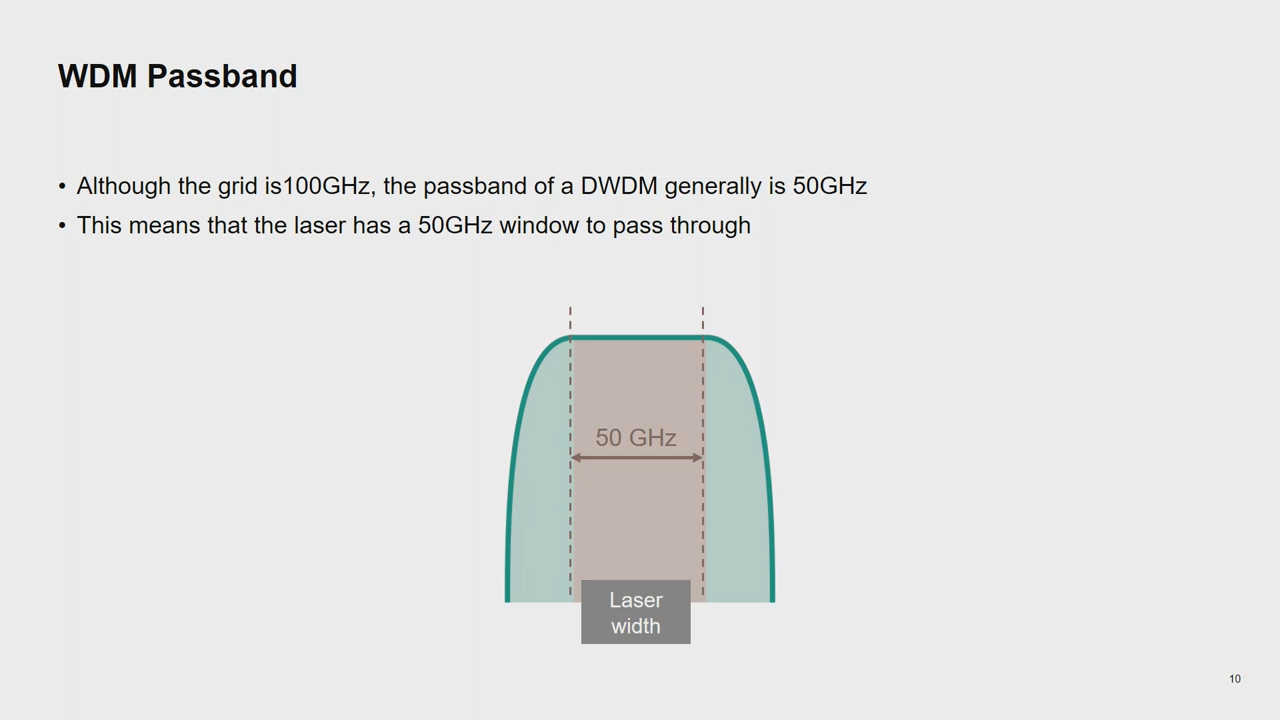 WDM Passband
• Although the grid is100GHz, the passband of a DWDM generally is 50GHz
• This means that the laser has a 50GHz window to pass through
50 GHz
Laser
width
10